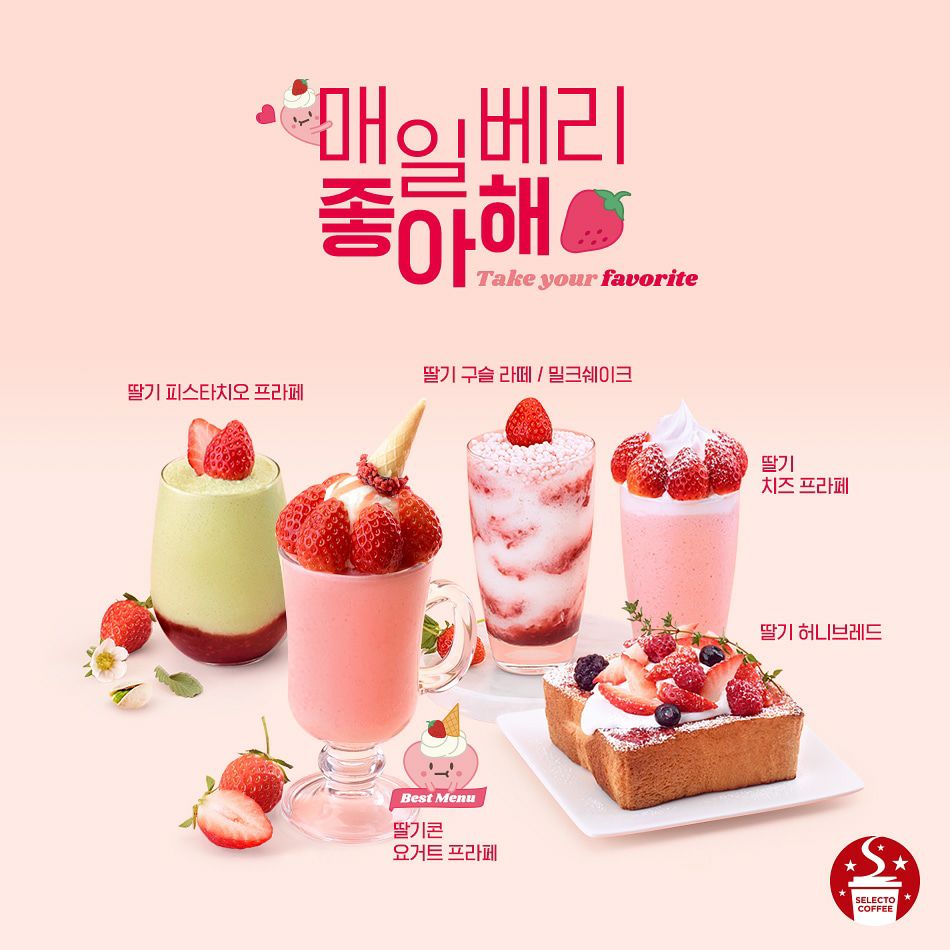 매일베리
좋아해
Take your favorite
딸기 피스타치오 프라페
딸기 구슬 라떼 / 밀크쉐이크
딸기
치즈 프라페
딸기 허니브레드
Best Menu
딸기콘
요거트 프라페
SELECTO
COFFEE